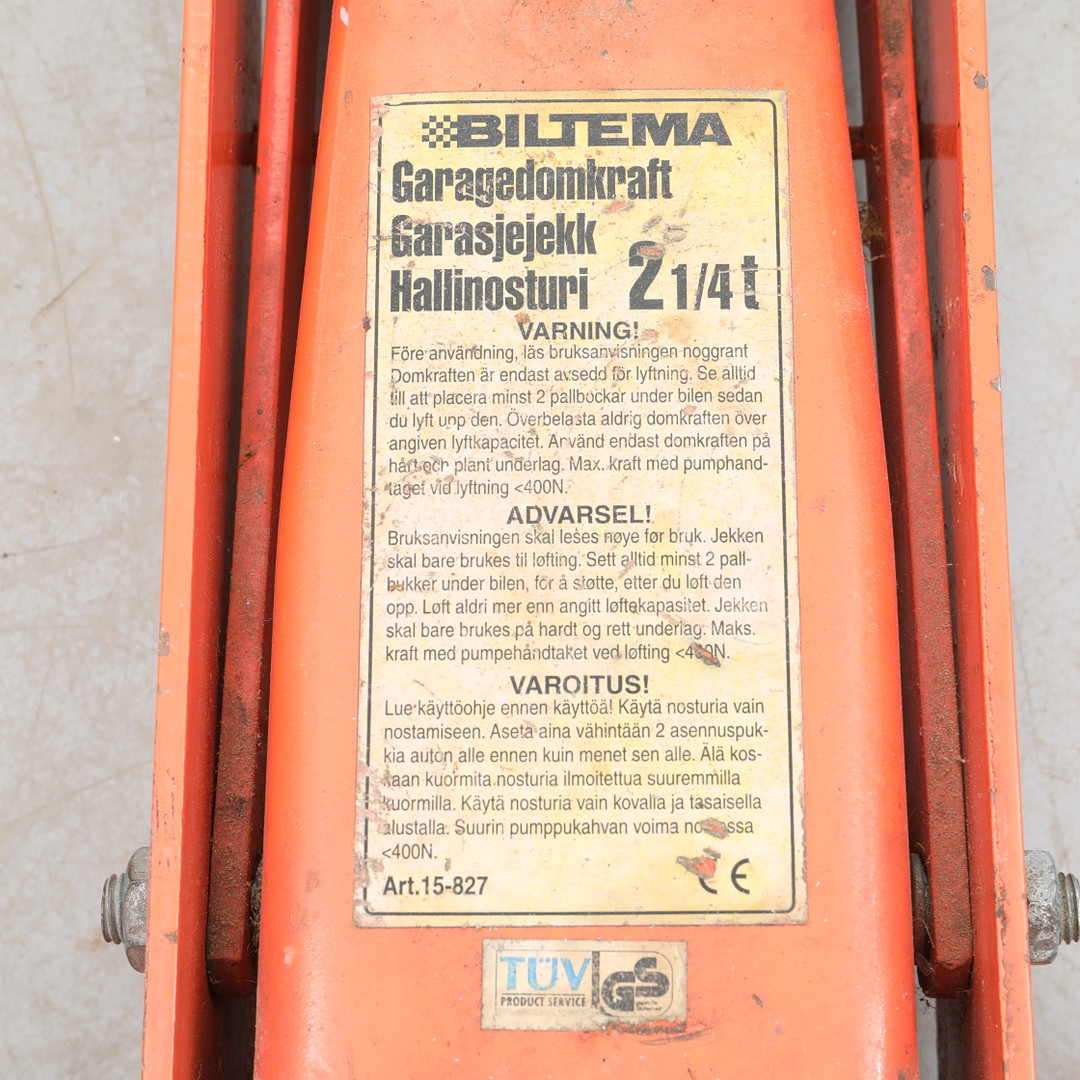 BILTEMA
Garagedomkraft
Garasjejekk
Hallinosturi 2 1/4 t
VARNING!
Före användning, läs bruksanvisningen noggrant
Domkraften är endast avsedd för lyftning. Se alltid
till att placera minst 2 pallbockar under bilen sedan
du lyft upp den. Överbelasta aldrig domkraften över
angiven lyftkapacitet. Använd endast domkraften på
hårt och plant underlag. Max. kraft med pumphand-
taget vid lyftning <400N.
ADVARSEL!
Bruksanvisningen skal leses nøye før bruk. Jekken
skal bare brukes til løfting. Sett alltid minst 2 pall-
bukker under bilen, for å støtte, etter du løft den
opp. Løft aldri mer enn angitt løftekapasitet. Jekken
skal bare brukes på hardt og rett underlag. Maks.
kraft med pumpehåndtaket ved løfting <400N.
VAROITUS!
Lue käyttöohje ennen käyttöä! Käytä nosturia vain
nostamiseen. Aseta aina vähintään 2 asennuspuk-
kia auton alle ennen kuin menet sen alle. Älä kos-
kaan kuormita nosturia ilmoitettua suuremmilla
kuormilla. Käytä nosturia vain kovalla ja tasaisella
alustalla. Suurin pumppukahvan voima
<400N.
Art.15-827 CE
TÜV GS
PRODUCT SERVICE